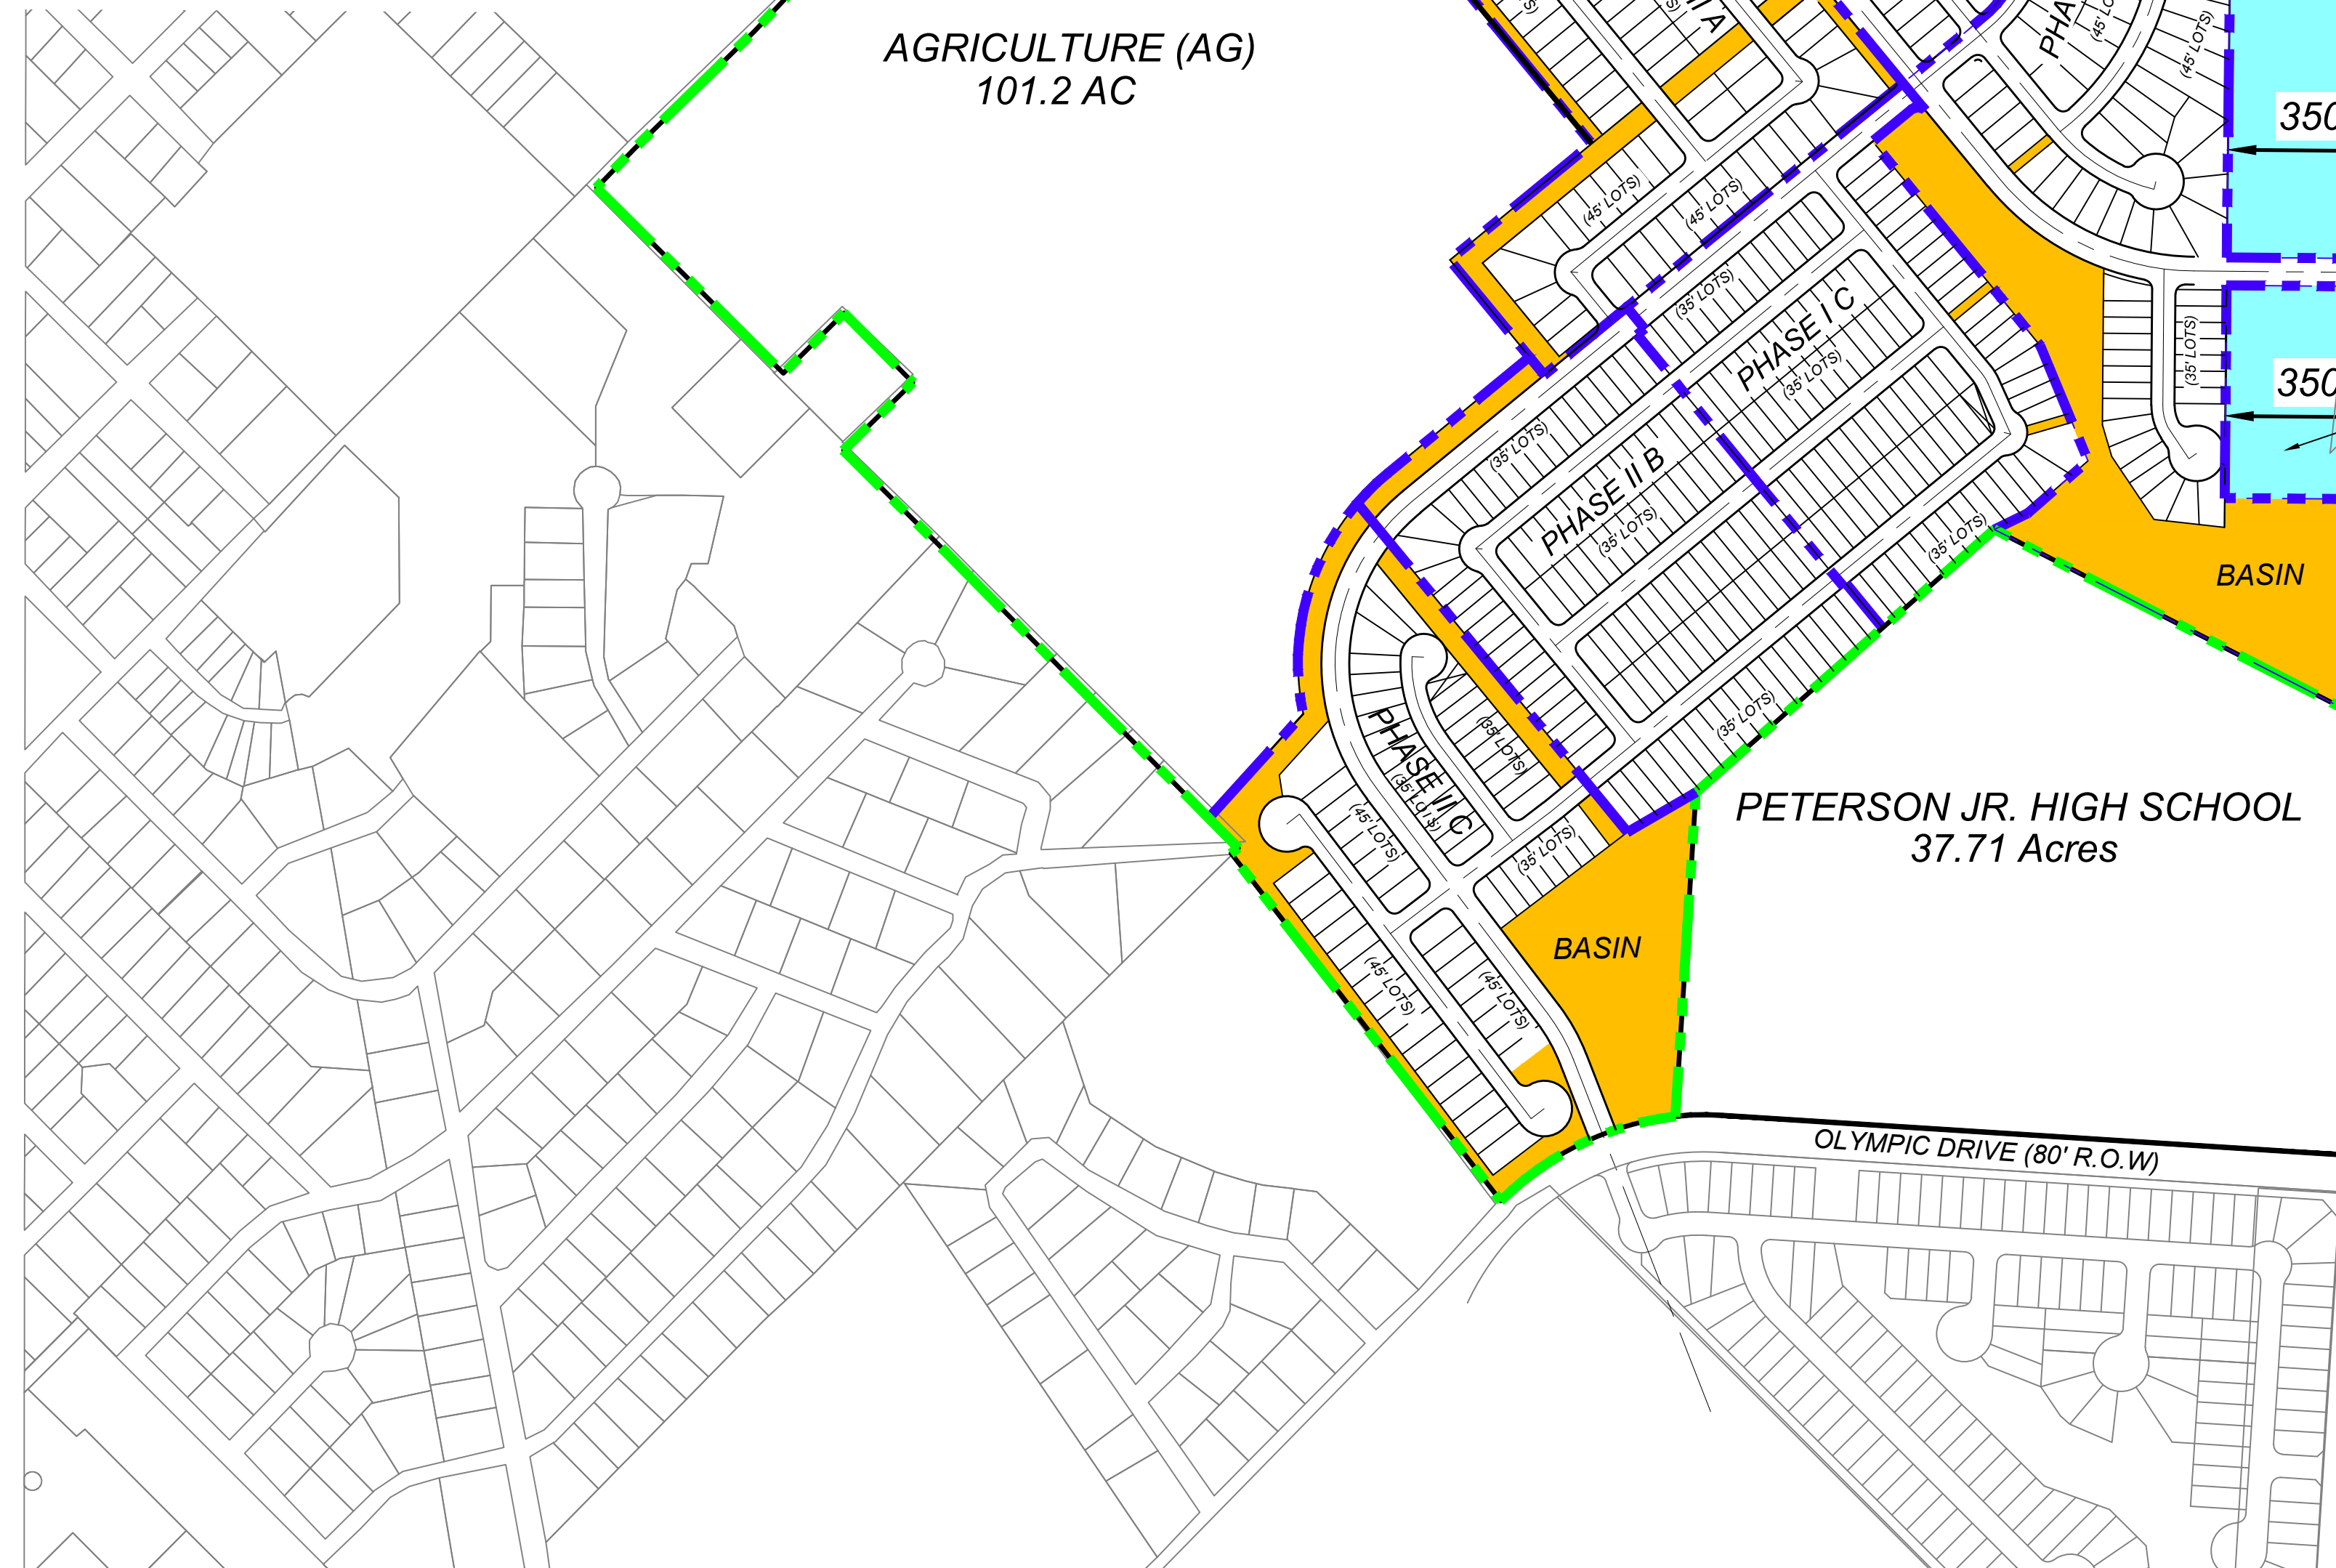 AGRICULTURE (AG)
101.2 AC
(45' LOTS)
(45' LOTS)
(45' LOTS)
(35' LOTS)
PHASE I C
(35' LOTS)
(35' LOTS)
PHASE II B
(35' LOTS)
(35' LOTS)
(35' LOTS)
(35' LOTS)
BASIN
PHASE II C
(35' LOTS)
(35' LOTS)
(45' LOTS)
(35' LOTS)
PETERSON JR. HIGH SCHOOL
37.71 Acres
BASIN
(45' LOTS)
(45' LOTS)
OLYMPIC DRIVE (80' R.O.W)